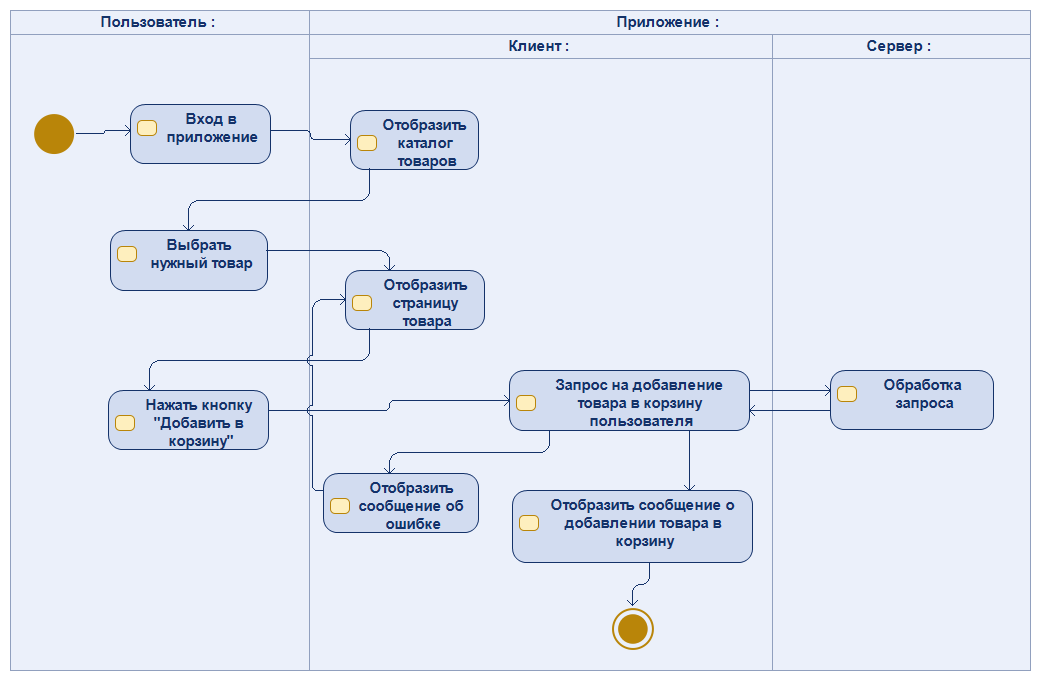 Пользователь :
Приложение :
Клиент :
Сервер :
Вход в
приложение
Отобразить
каталог
товаров
Выбрать
нужный товар
Отобразить
страницу
товара
Нажать кнопку
"Добавить в
корзину"
Запрос на добавление
товара в корзину
пользователя
Обработка
запроса
Отобразить
сообщение об
ошибке
Отобразить сообщение о
добавлении товара в
корзину